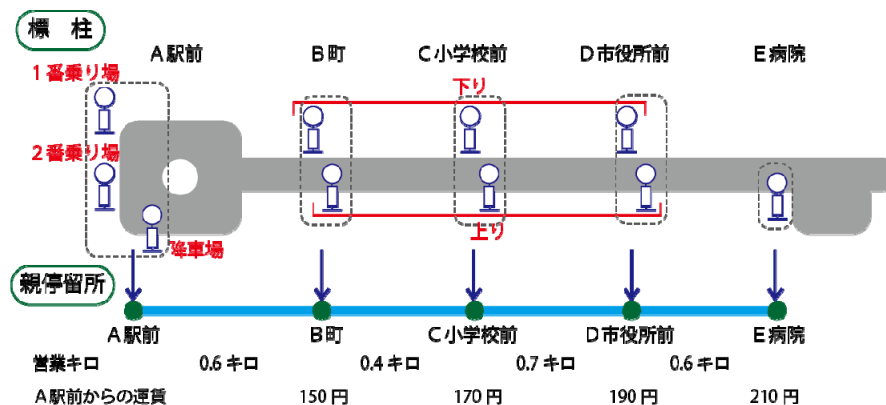 標 柱
A駅前 B町 C小学校前 D市役所前 E病院
1番乗り場
下り
2番乗り場
上り
降車場
親停留所
A駅前 B町 C小学校前 D市役所前 E病院
営業キロ 0.6キロ 0.4キロ 0.7キロ 0.6キロ
A駅前からの運賃 150円 170円 190円 210円